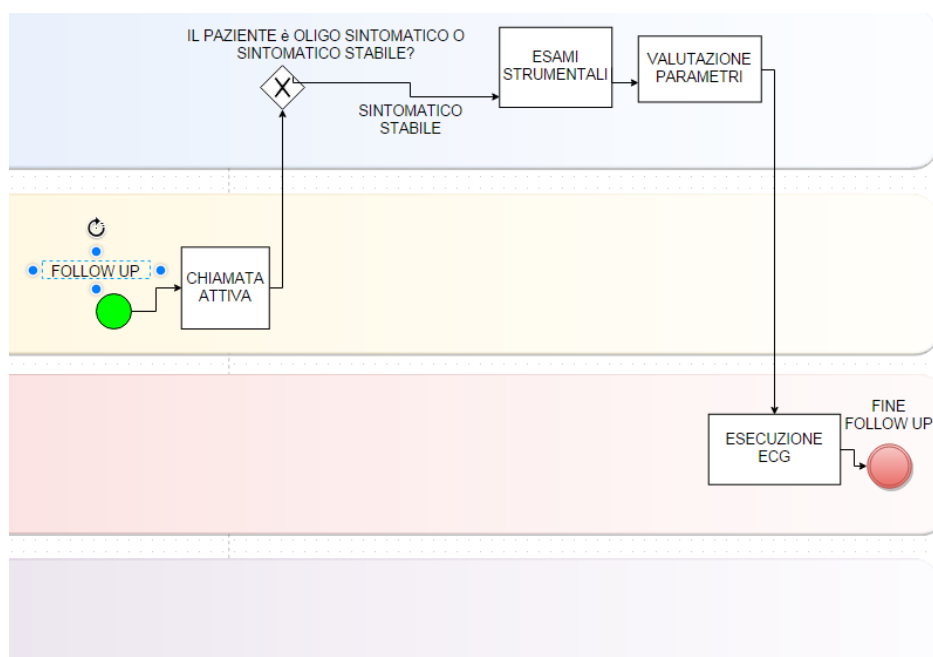 IL PAZIENTE è OLIGO SINTOMATICO O
SINTOMATICO STABILE?
X
SINTOMATICO
STABILE
ESAMI
STRUMENTALI
VALUTAZIONE
PARAMETRI
FOLLOW UP
CHIAMATA
ATTIVA
ESECUZIONE
ECG
FINE
FOLLOW UP